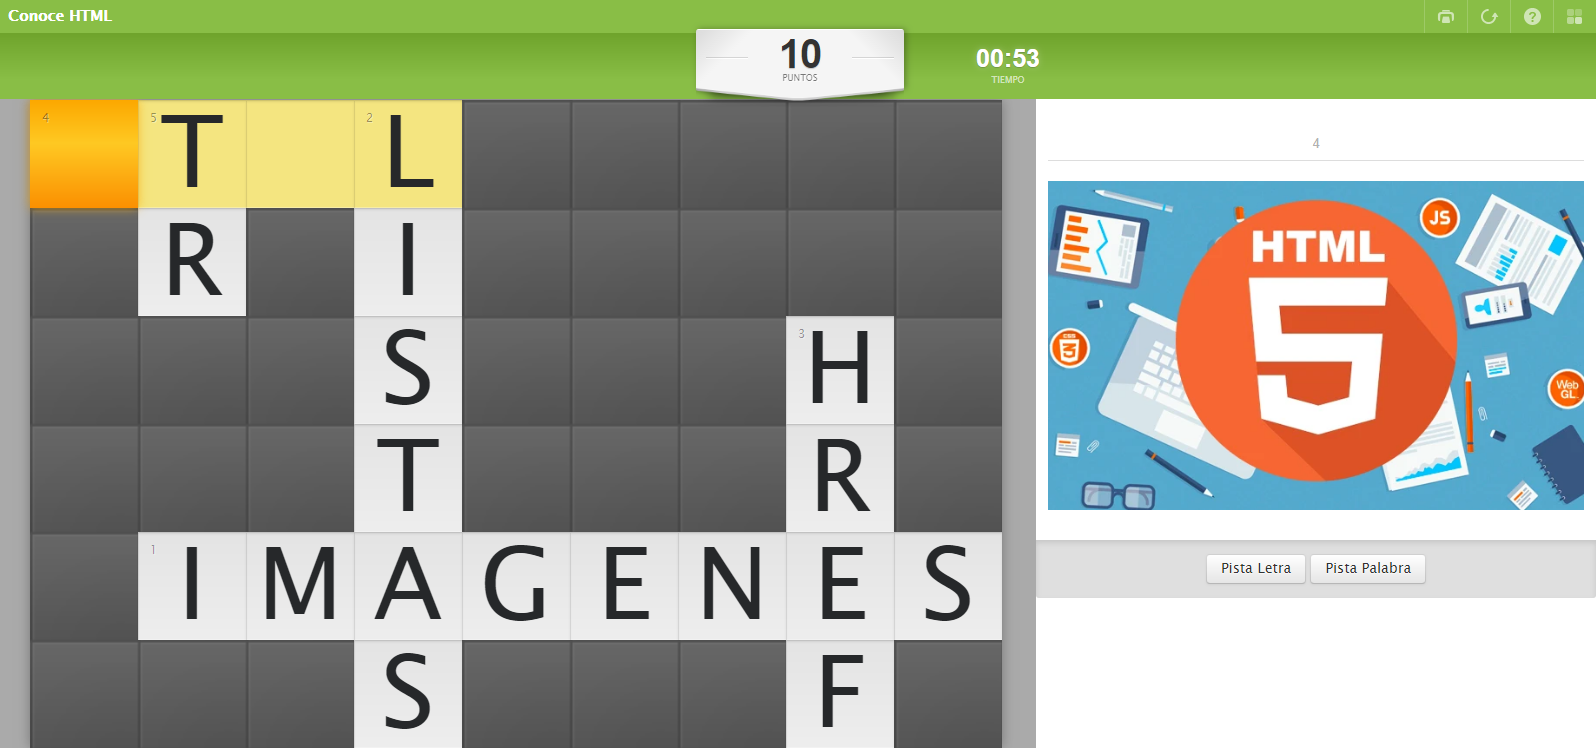 Conoce HTML
10
PUNTOS
00:53
TIEMPO
4
5 T
2 L
R I
S
3 H
T R
1 I M A G E N E S
S F
4
HTML
5
JS
Web
GL
Pista Letra
Pista Palabra